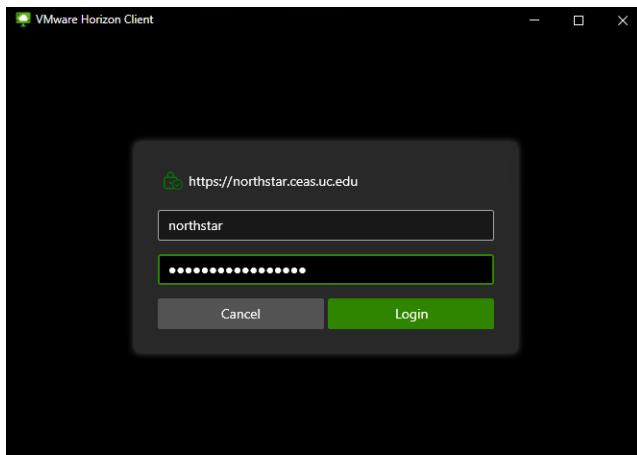 VMware Horizon Client
https://northstar.ceas.uc.edu
northstar
•••••••••••••••••
Cancel Login